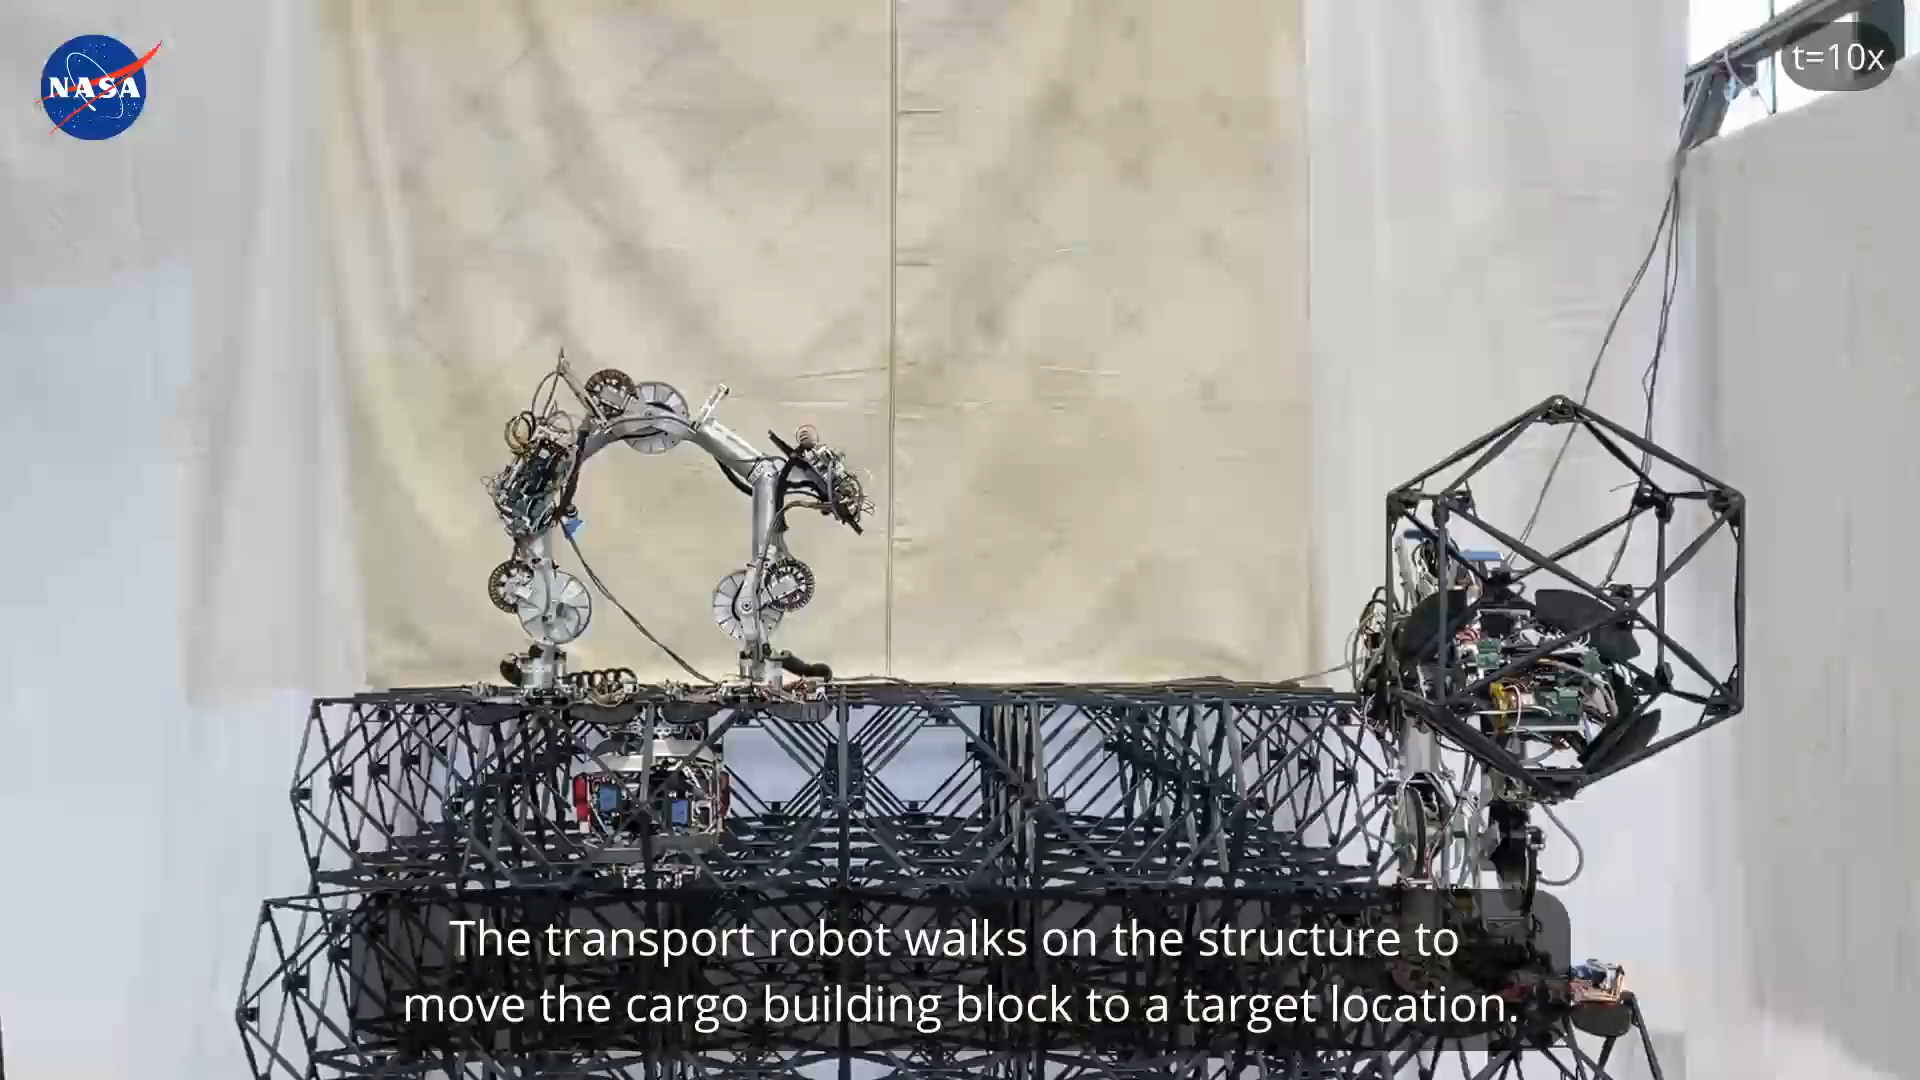 NASA
t=10x
The transport robot walks on the structure to
move the cargo building block to a target location.